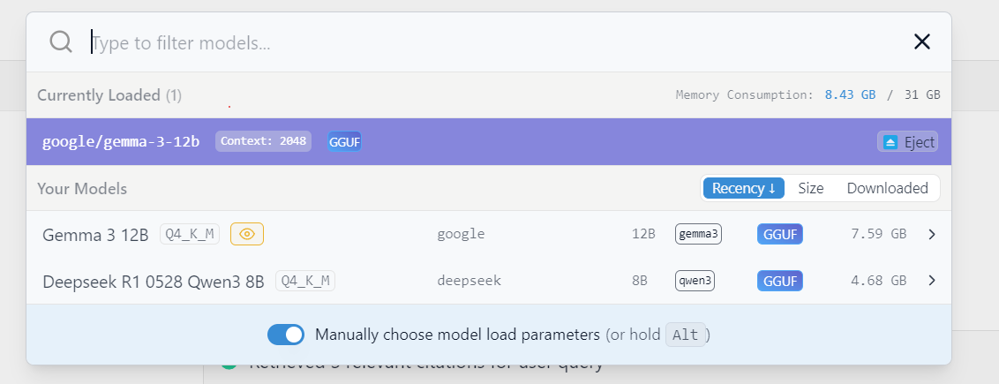 Type to filter models...
Currently Loaded (1) Memory Consumption: 8.43 GB / 31 GB
google/gemma-3-12b Context: 2048 GGUF Eject
Your Models Recency ↓ Size Downloaded
Gemma 3 12B Q4_K_M google 12B gemma3 GGUF 7.59 GB
Deepseek R1 0528 Qwen3 8B Q4_K_M deepseek 8B qwen3 GGUF 4.68 GB
Manually choose model load parameters (or hold Alt)
Retrieved 5 relevant citations for user query